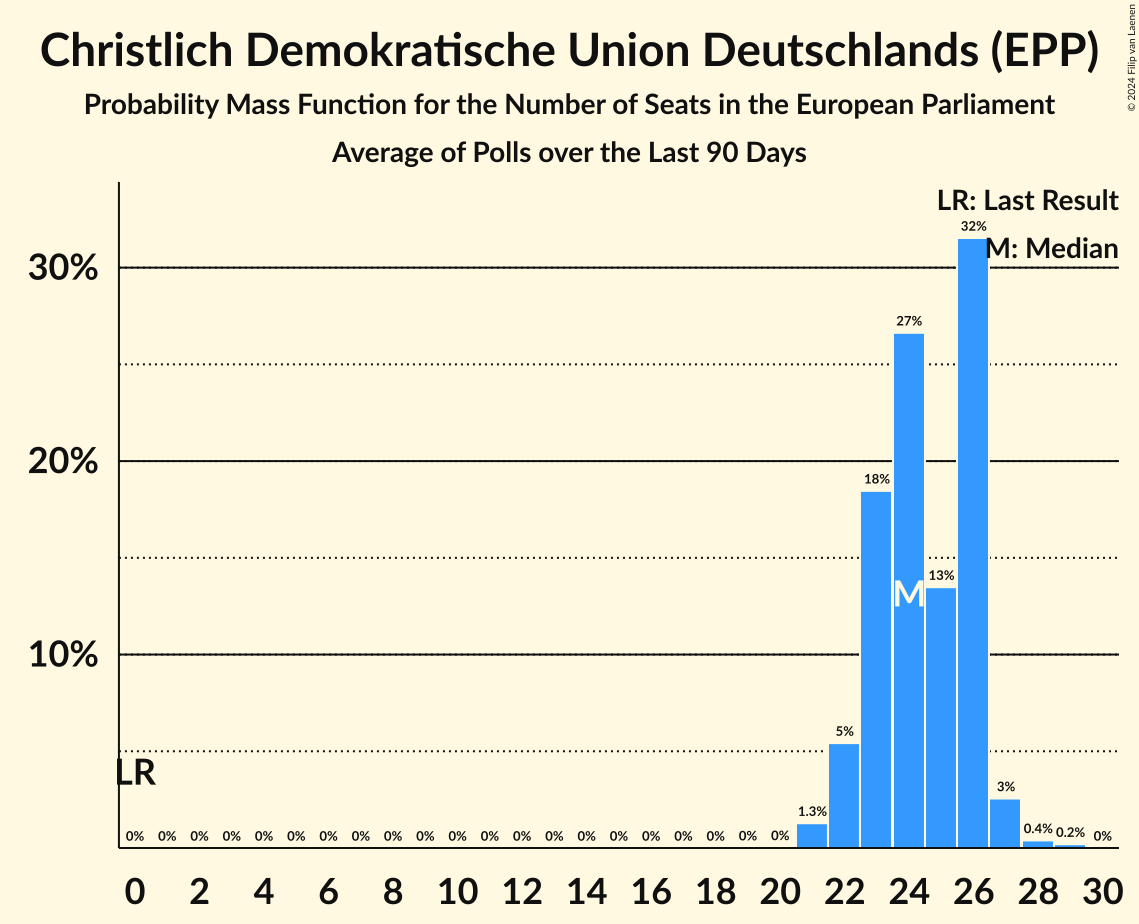 Christlich Demokratische Union Deutschlands (EPP)
Probability Mass Function for the Number of Seats in the European Parliament
Average of Polls over the Last 90 Days
© 2024 Filip van Laenen
LR: Last Result
M: Median
30%
20%
10%
32%
27%
18%
13%
M
5%
LR
3%
1.3%
0.4% 0.2% 0%
0% 0% 0% 0% 0% 0% 0% 0% 0% 0% 0% 0% 0% 0% 0% 0% 0% 0% 0% 0% 0%
0 2 4 6 8 10 12 14 16 18 20 22 24 26 28 30